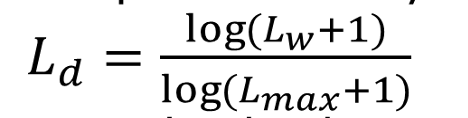 L_d = log(L_w+1) / log(L_max+1)